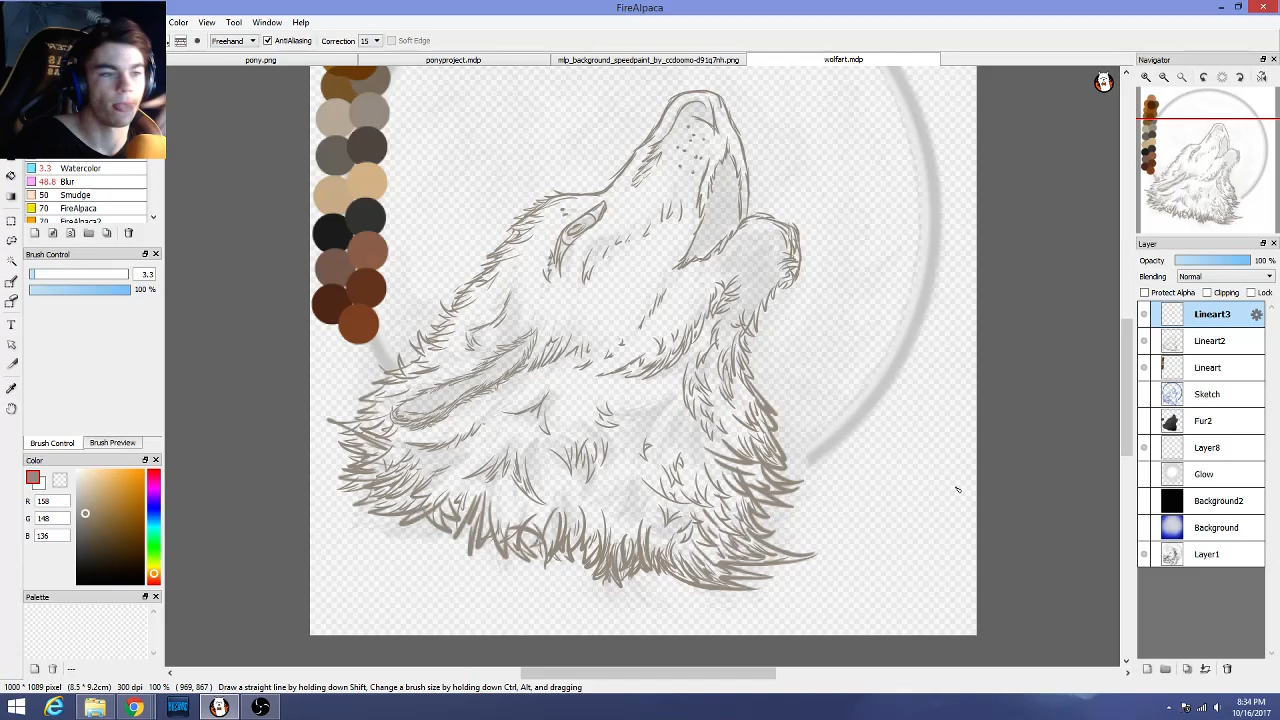 FireAlpaca
Color View Tool Window Help
Freehand AntiAliasing Correction 15 Soft Edge
pony.png ponyproject.mdp mlp_background_speedpaint_by_ccdoomo-d91q7nh.png wolfart.mdp
Navigator
3.3 Watercolor
48.8 Blur
50 Smudge
70 FireAlpaca
70 FireAlpaca2
Brush Control
3.3
100 %
Brush Control Brush Preview
Color
R 158
G 148
B 136
Palette
---
Layer
Opacity 100 %
Blending Normal
Protect Alpha Clipping Lock
Lineart3
Lineart2
Lineart
Sketch
Fur2
Layer8
Glow
Background2
Background
Layer1
1000 * 1089 pixel (8.5 * 9.2cm) 300 dpi 100 % ( 969, 867 ) Draw a straight line by holding down Shift, Change a brush size by holding down Ctrl, Alt, and dragging
8:34 PM
10/16/2017